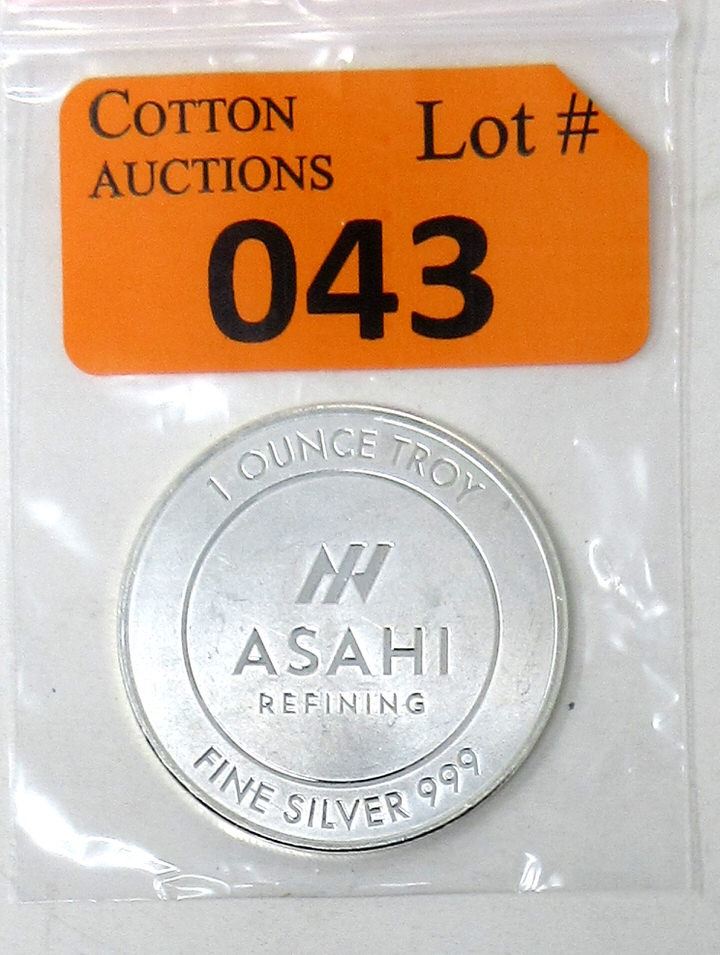 COTTON
AUCTIONS
Lot #
043
1 OUNCE TROY
ASAHI
REFINING
FINE SILVER 999